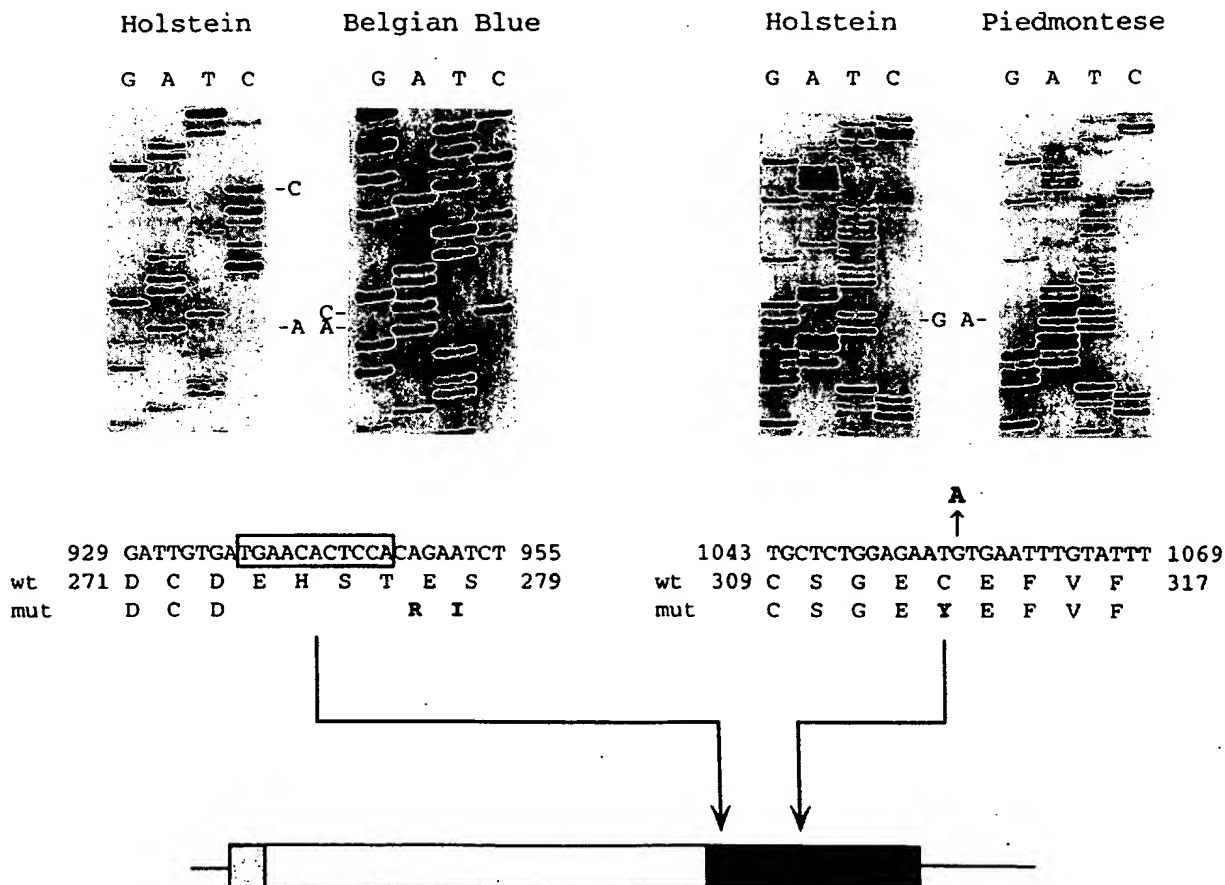 Holstein Belgian Blue Holstein Piedmontese
G A T C G A T C G A T C G A T C
-C
C-
-A A-
-G A-
A
↑
929 GATTGTGATGAACACTCCACAGAATCT 955
wt 271 D C D E H S T E S 279
mut D C D R I
1043 TGCTCTGGAGAATGTGAATTTGTATTT 1069
wt 309 C S G E C E F V F 317
mut C S G E Y E F V F